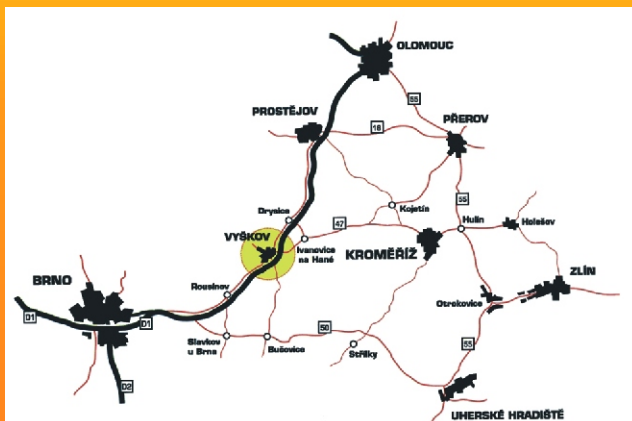 OLOMOUC
55
PROSTĚJOV
18
PŘEROV
55
Drysice
Kojetín
47
Hulín
Holešov
VYŠKOV
Ivanovice
na Hané
KROMĚŘÍŽ
ZLÍN
BRNO
Rousínov
Otrokovice
D1
D1
50
Slavkov
u Brna
Bučovice
Střílky
55
D2
UHERSKÉ HRADIŠTĚ